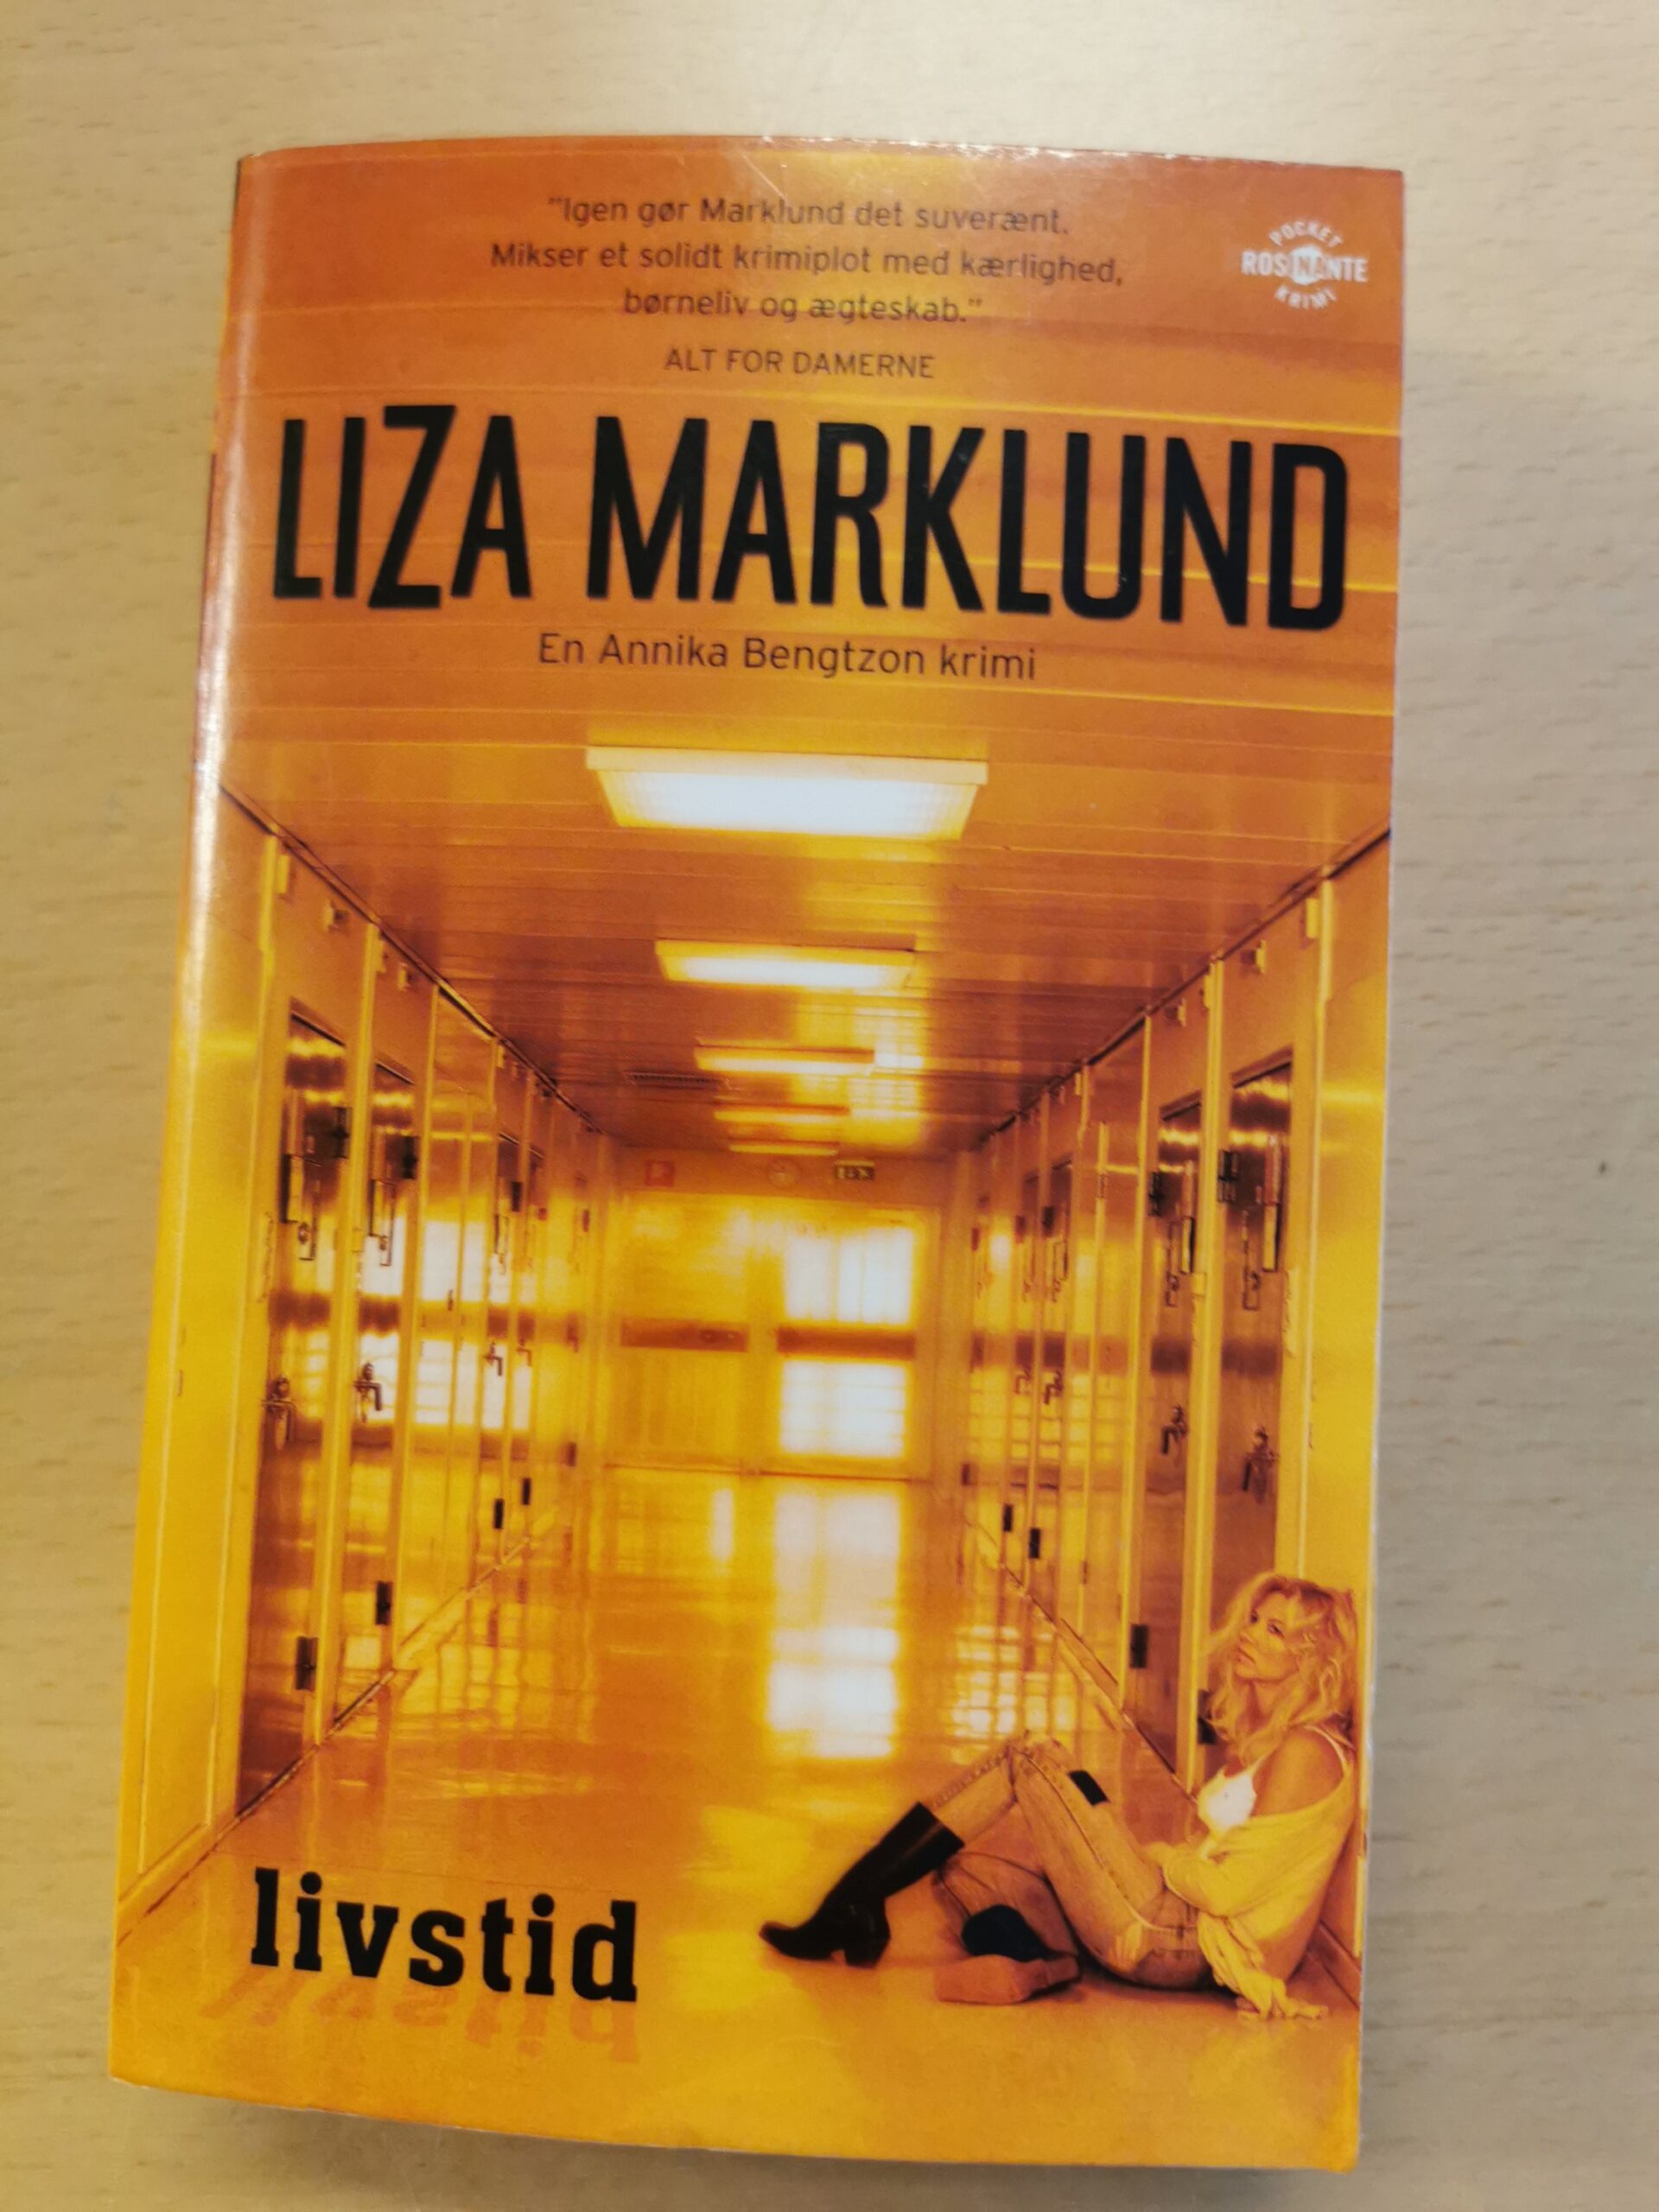 "Igen gør Marklund det suverænt.
Mikser et solidt krimiplot med kærlighed,
børneliv og ægteskab."
ALT FOR DAMERNE
POCKET
ROSINANTE
KRIMI
LIZA MARKLUND
En Annika Bengtzon krimi
livstid